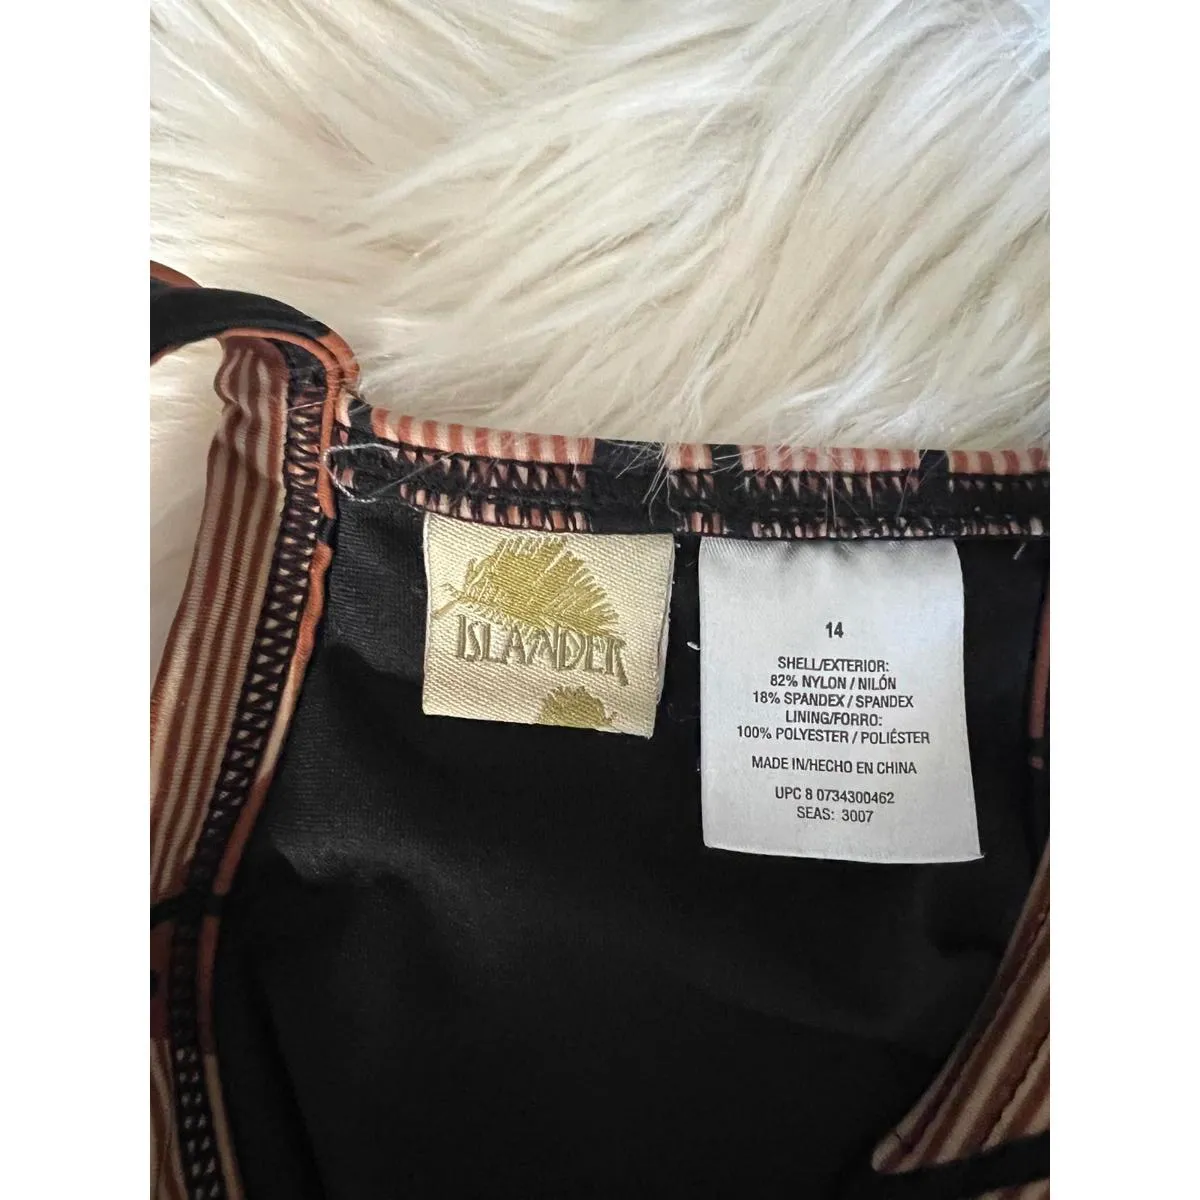 ISLANDER
14
SHELL/EXTERIOR:
82% NYLON / NILÓN
18% SPANDEX / SPANDEX
LINING/FORRO:
100% POLYESTER / POLIÉSTER
MADE IN/HECHO EN CHINA
UPC 8 0734300462
SEAS: 3007